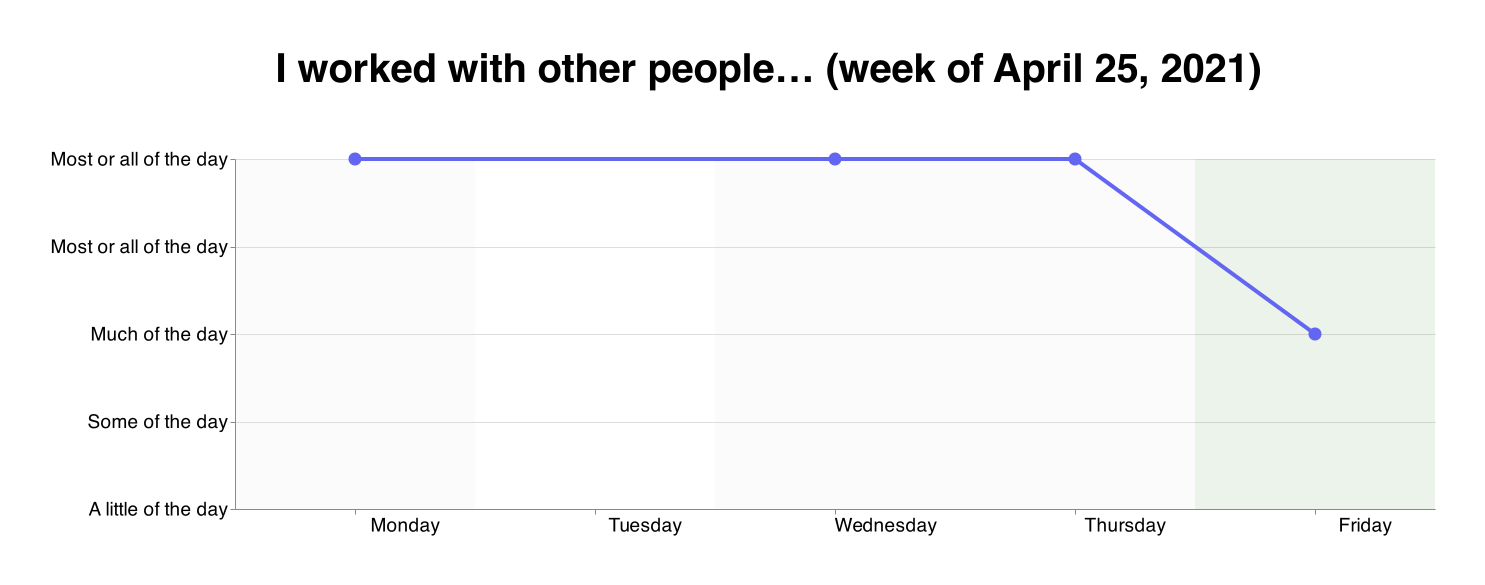 I worked with other people… (week of April 25, 2021)
Most or all of the day
Most or all of the day
Much of the day
Some of the day
A little of the day
Monday Tuesday Wednesday Thursday Friday